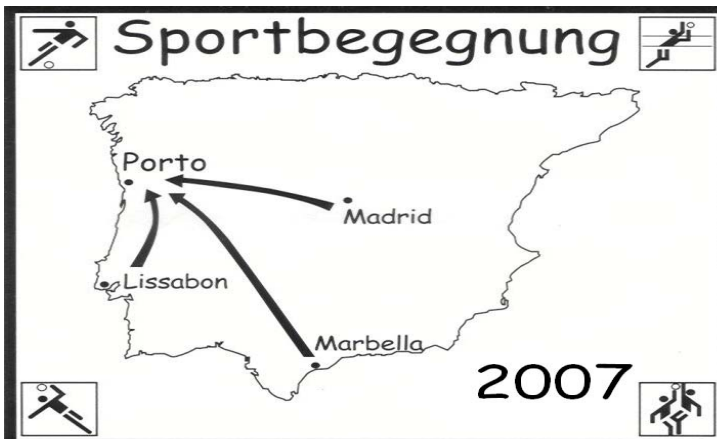 Sportbegegnung
Porto
Madrid
Lissabon
Marbella
2007